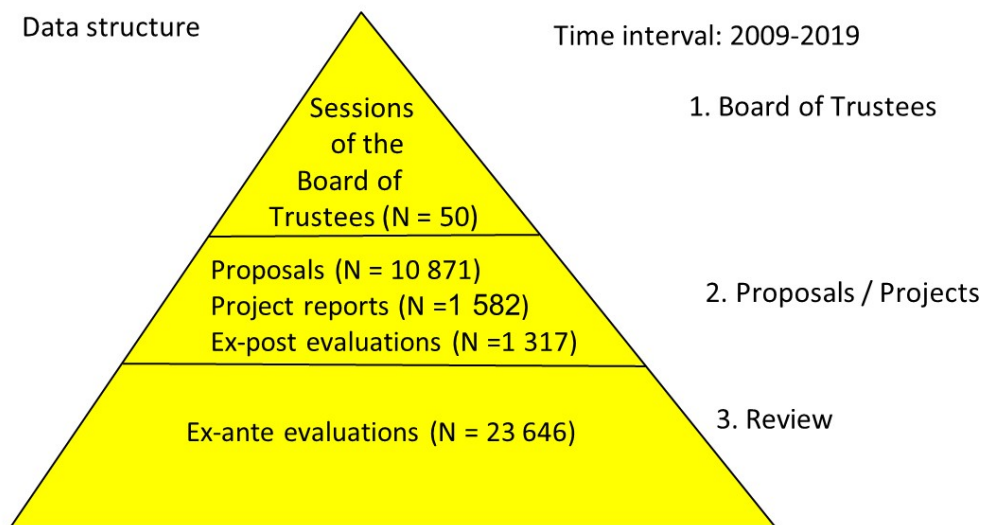 Data structure
Time interval: 2009-2019
1. Board of Trustees
Sessions
of the
Board of
Trustees (N = 50)
Proposals (N = 10 871)
Project reports (N =1 582)
Ex-post evaluations (N =1 317)
2. Proposals / Projects
Ex-ante evaluations (N = 23 646)
3. Review